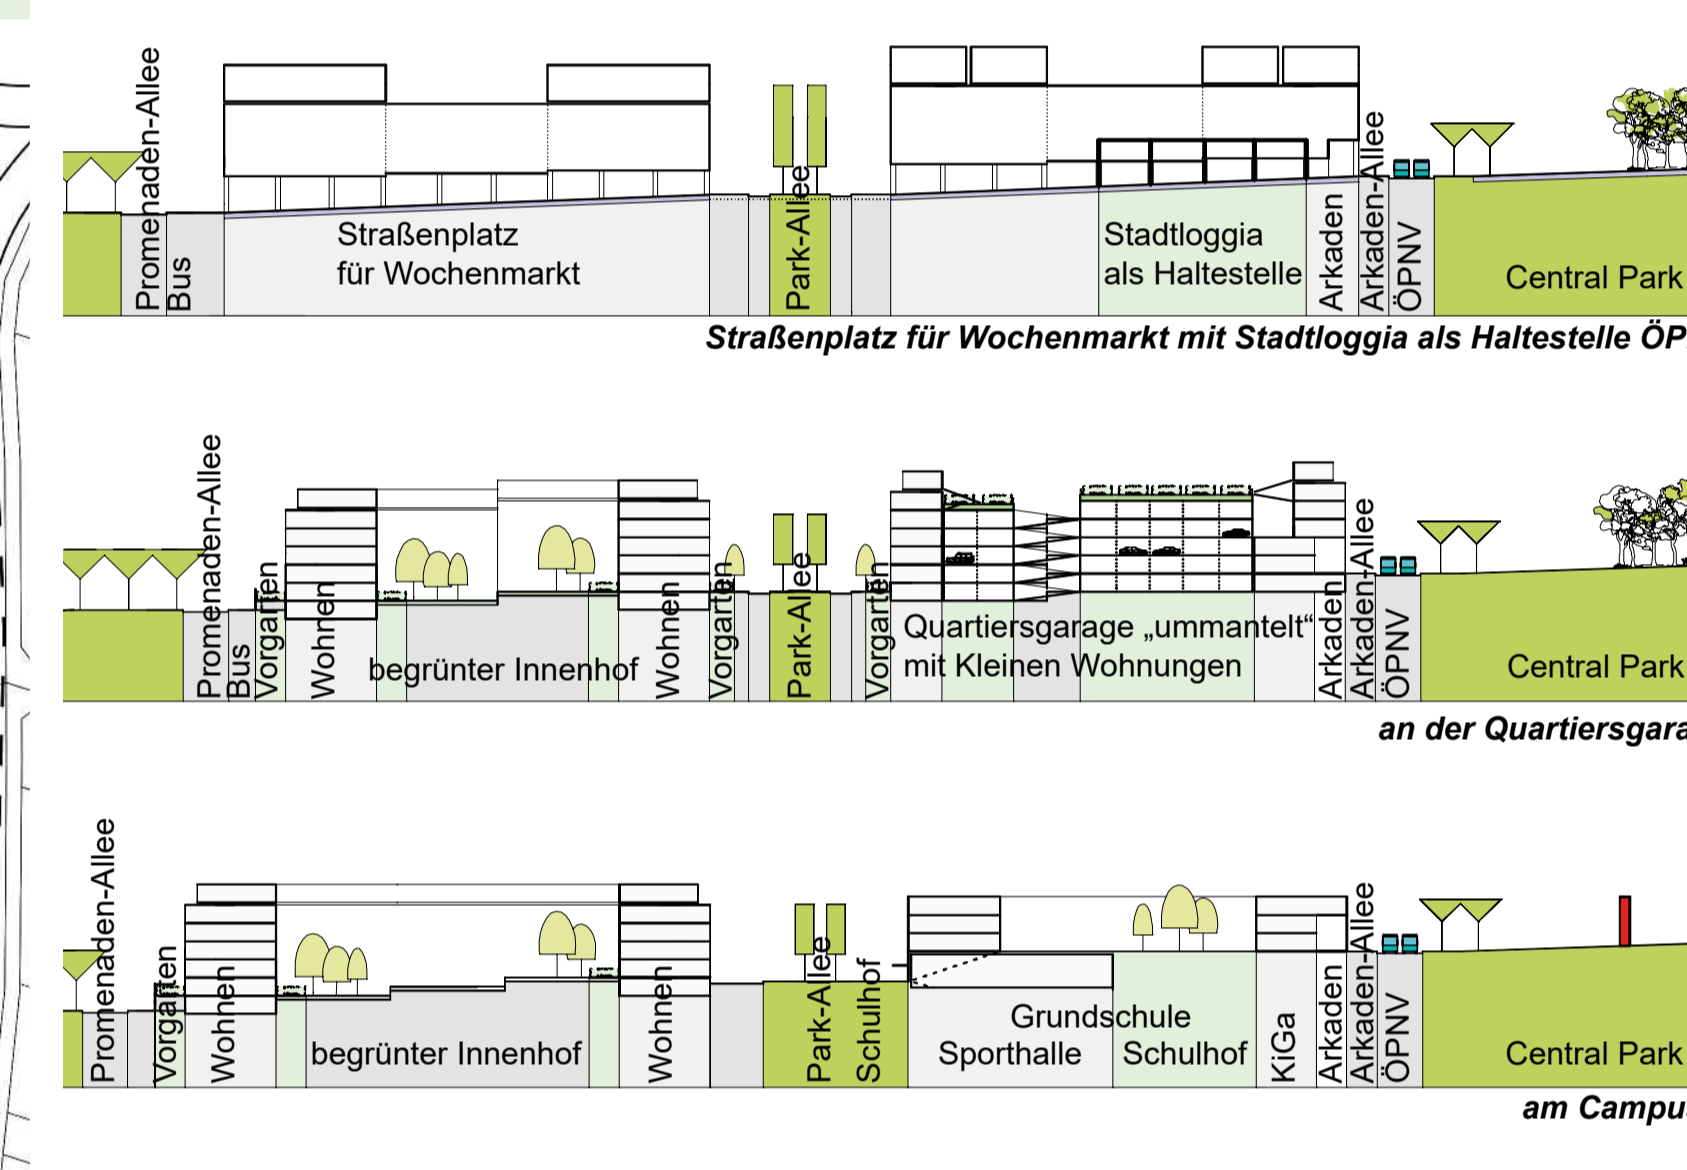 Promenaden-Allee
Bus
Straßenplatz
für Wochenmarkt
Park-Allee
Stadtloggia
als Haltestelle
Arkaden
Arkaden-Allee
ÖPNV
Central Park
Straßenplatz für Wochenmarkt mit Stadtloggia als Haltestelle ÖP
Promenaden-Allee
Bus
Vorgarten
Wohnen
begrünter Innenhof
Wohnen
Vorgarten
Park-Allee
Vorgarten
Quartiersgarage „ummantelt“
mit Kleinen Wohnungen
Arkaden
Arkaden-Allee
ÖPNV
Central Park
an der Quartiersgara
Promenaden-Allee
Vorgarten
Wohnen
begrünter Innenhof
Wohnen
Park-Allee
Schulhof
Grundschule
Sporthalle
Schulhof
KiGa
Arkaden
Arkaden-Allee
ÖPNV
Central Park
am Campus